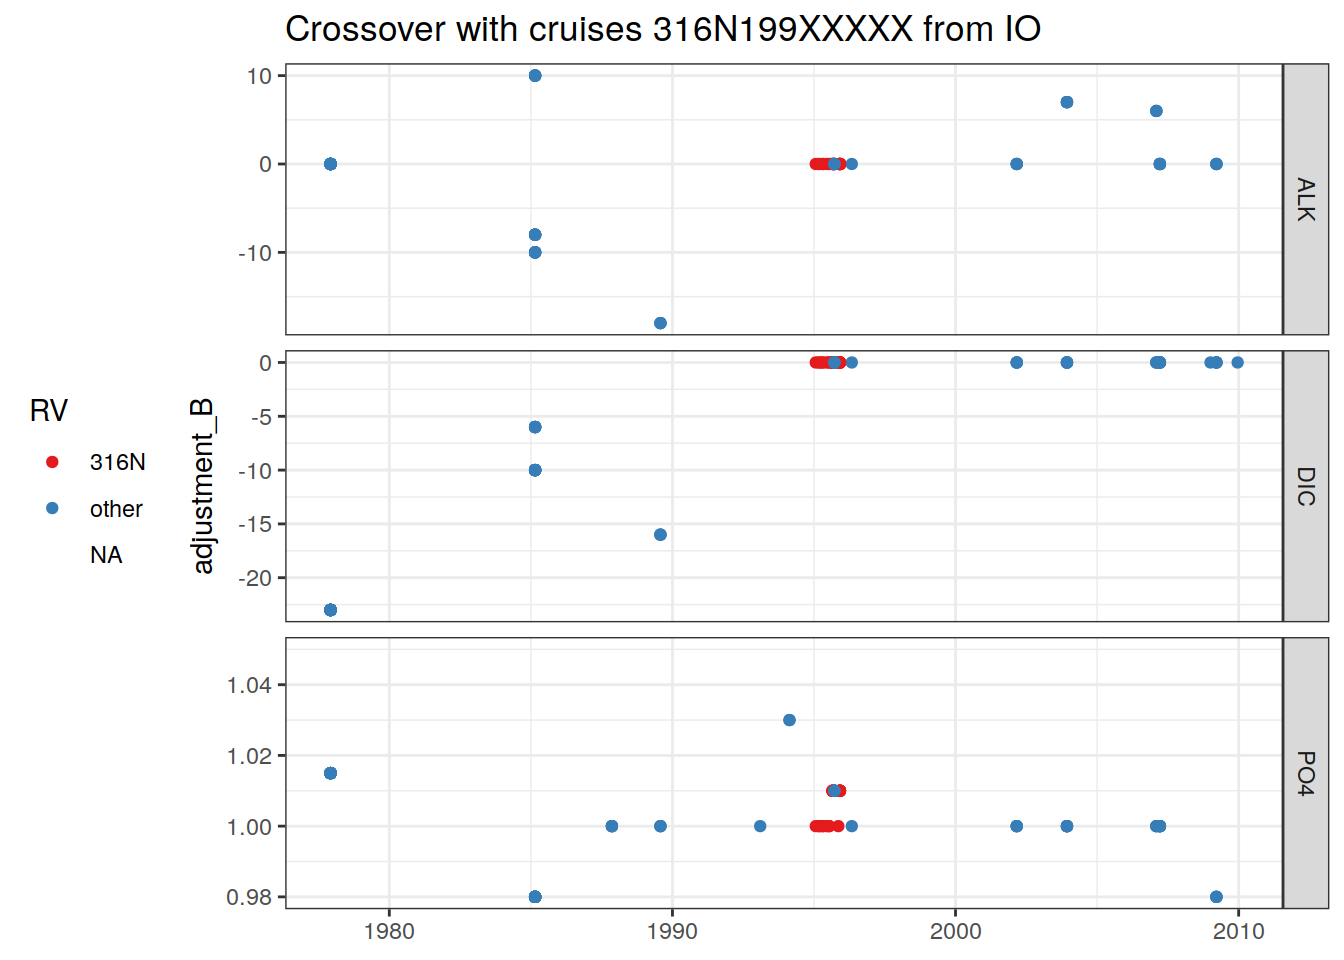 Crossover with cruises 316N199XXXXX from IO
10
0
-10
ALK
0
-5
-10
-15
-20
DIC
1.04
1.02
1.00
0.98
PO4
1980
1990
2000
2010
adjustment_B
RV
316N
other
NA